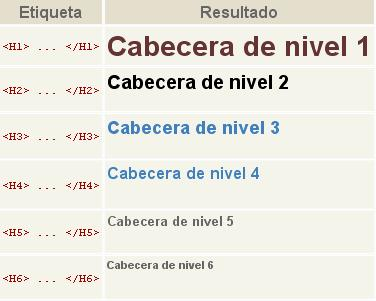 Etiqueta Resultado
<H1> ... </H1> Cabecera de nivel 1
<H2> ... </H2> Cabecera de nivel 2
<H3> ... </H3> Cabecera de nivel 3
<H4> ... </H4> Cabecera de nivel 4
<H5> ... </H5> Cabecera de nivel 5
<H6> ... </H6> Cabecera de nivel 6